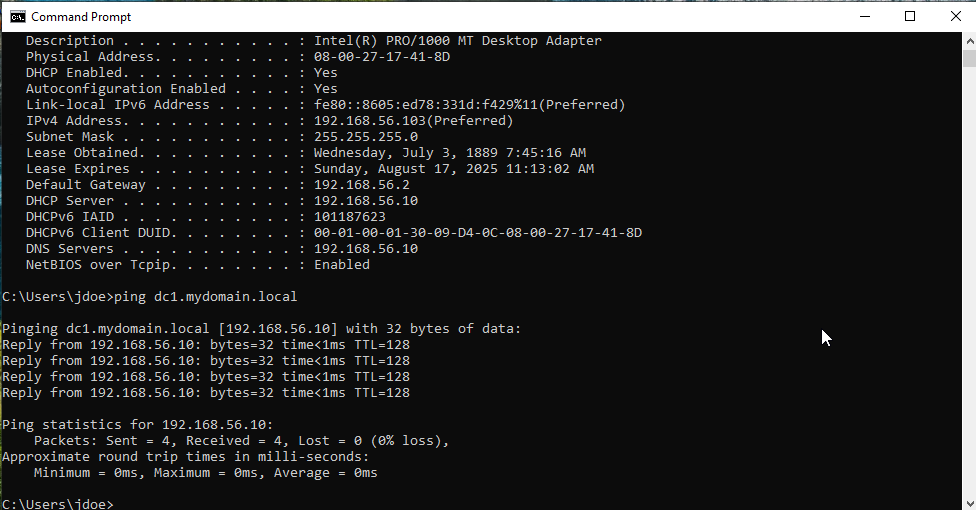 Command Prompt
Description . . . . . . . . . . . : Intel(R) PRO/1000 MT Desktop Adapter
Physical Address. . . . . . . . . : 08-00-27-17-41-8D
DHCP Enabled. . . . . . . . . . . : Yes
Autoconfiguration Enabled . . . . : Yes
Link-local IPv6 Address . . . . . : fe80::8605:ed78:331d:f429%11(Preferred)
IPv4 Address. . . . . . . . . . . : 192.168.56.103(Preferred)
Subnet Mask . . . . . . . . . . . : 255.255.255.0
Lease Obtained. . . . . . . . . . : Wednesday, July 3, 1889 7:45:16 AM
Lease Expires . . . . . . . . . . : Sunday, August 17, 2025 11:13:02 AM
Default Gateway . . . . . . . . . : 192.168.56.2
DHCP Server . . . . . . . . . . . : 192.168.56.10
DHCPv6 IAID . . . . . . . . . . . : 101187623
DHCPv6 Client DUID. . . . . . . . : 00-01-00-01-30-09-D4-0C-08-00-27-17-41-8D
DNS Servers . . . . . . . . . . . : 192.168.56.10
NetBIOS over Tcpip. . . . . . . . : Enabled
C:\Users\jdoe>ping dc1.mydomain.local
Pinging dc1.mydomain.local [192.168.56.10] with 32 bytes of data:
Reply from 192.168.56.10: bytes=32 time<1ms TTL=128
Reply from 192.168.56.10: bytes=32 time<1ms TTL=128
Reply from 192.168.56.10: bytes=32 time<1ms TTL=128
Reply from 192.168.56.10: bytes=32 time<1ms TTL=128
Ping statistics for 192.168.56.10:
Packets: Sent = 4, Received = 4, Lost = 0 (0% loss),
Approximate round trip times in milli-seconds:
Minimum = 0ms, Maximum = 0ms, Average = 0ms
C:\Users\jdoe>